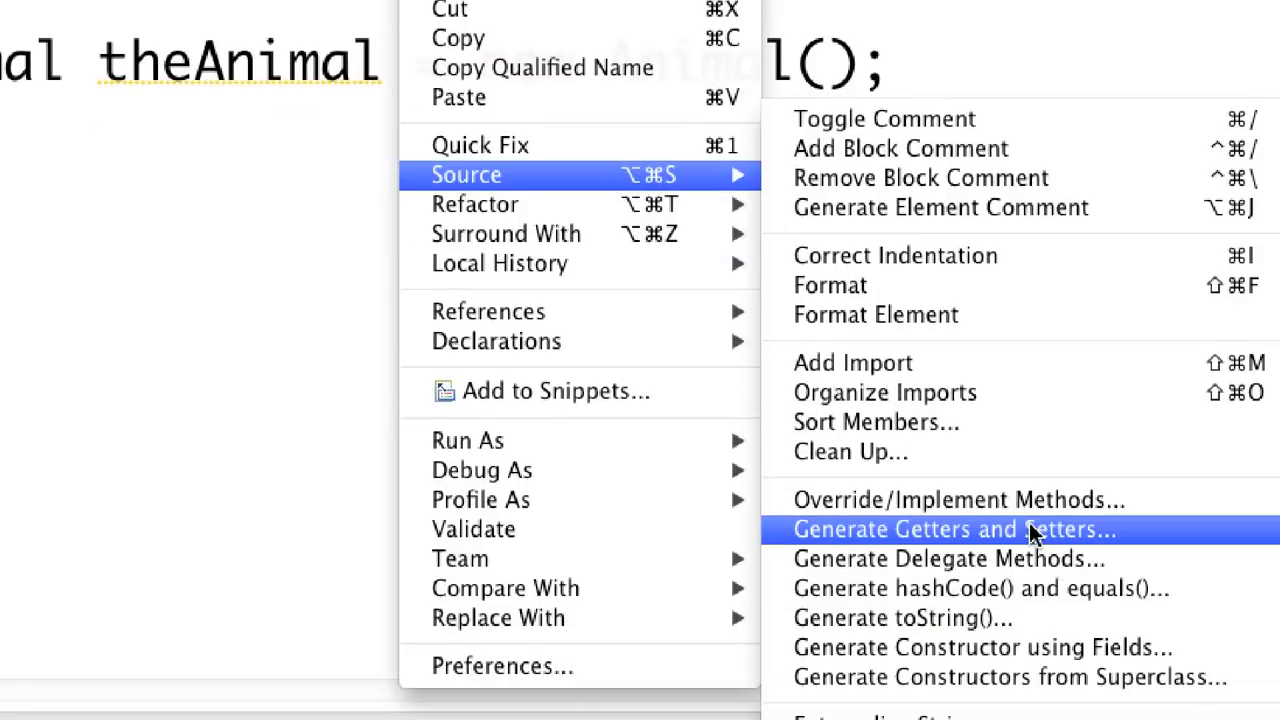 Cut ⌘X
al theAnimal l();
Copy ⌘C
Copy Qualified Name
Paste ⌘V
Quick Fix ⌘1
Source ⌥⌘S
Refactor ⌥⌘T
Surround With ⌥⌘Z
Local History
References
Declarations
Add to Snippets...
Run As
Debug As
Profile As
Validate
Team
Compare With
Replace With
Preferences...
Toggle Comment ⌘/
Add Block Comment ^⌘/
Remove Block Comment ^⌘\
Generate Element Comment ⌥⌘J
Correct Indentation ⌘I
Format ⇧⌘F
Format Element
Add Import ⇧⌘M
Organize Imports ⇧⌘O
Sort Members...
Clean Up...
Override/Implement Methods...
Generate Getters and Setters...
Generate Delegate Methods...
Generate hashCode() and equals()...
Generate toString()...
Generate Constructor using Fields...
Generate Constructors from Superclass...